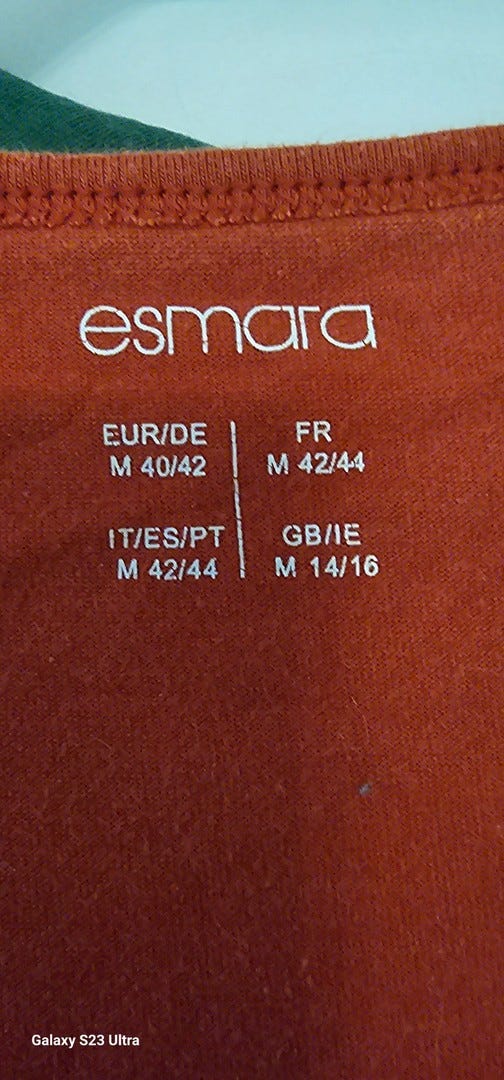 esmara
EUR/DE
M 40/42
FR
M 42/44
IT/ES/PT
M 42/44
GB/IE
M 14/16
Galaxy S23 Ultra